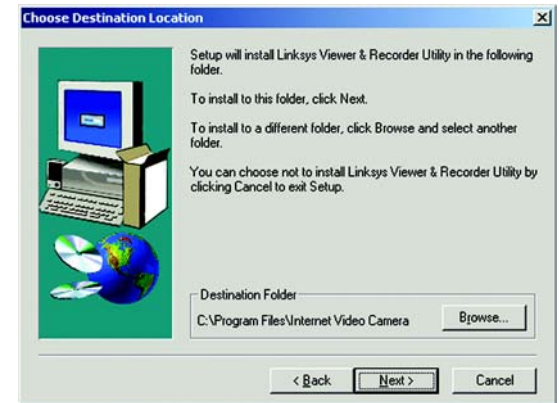 Choose Destination Location
Setup will install Linksys Viewer & Recorder Utility in the following
folder.
To install to this folder, click Next.
To install to a different folder, click Browse and select another
folder.
You can choose not to install Linksys Viewer & Recorder Utility by
clicking Cancel to exit Setup.
Destination Folder
C:\Program Files\Internet Video Camera
Browse...
< Back
Next >
Cancel